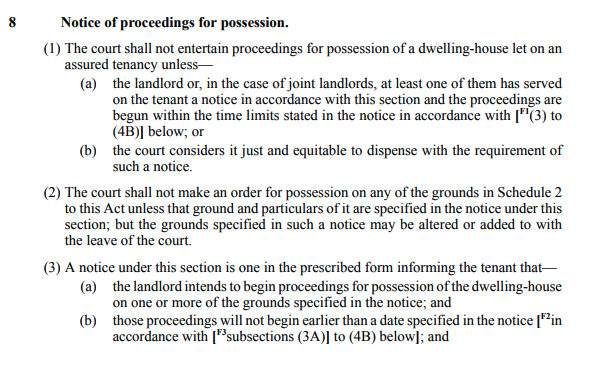 8 Notice of proceedings for possession.
(1) The court shall not entertain proceedings for possession of a dwelling-house let on an
assured tenancy unless—
(a) the landlord or, in the case of joint landlords, at least one of them has served
on the tenant a notice in accordance with this section and the proceedings are
begun within the time limits stated in the notice in accordance with [F1(3) to
(4B)] below; or
(b) the court considers it just and equitable to dispense with the requirement of
such a notice.
(2) The court shall not make an order for possession on any of the grounds in Schedule 2
to this Act unless that ground and particulars of it are specified in the notice under this
section; but the grounds specified in such a notice may be altered or added to with
the leave of the court.
(3) A notice under this section is one in the prescribed form informing the tenant that—
(a) the landlord intends to begin proceedings for possession of the dwelling-house
on one or more of the grounds specified in the notice; and
(b) those proceedings will not begin earlier than a date specified in the notice [F2in
accordance with [F3subsections (3A)] to (4B) below]; and